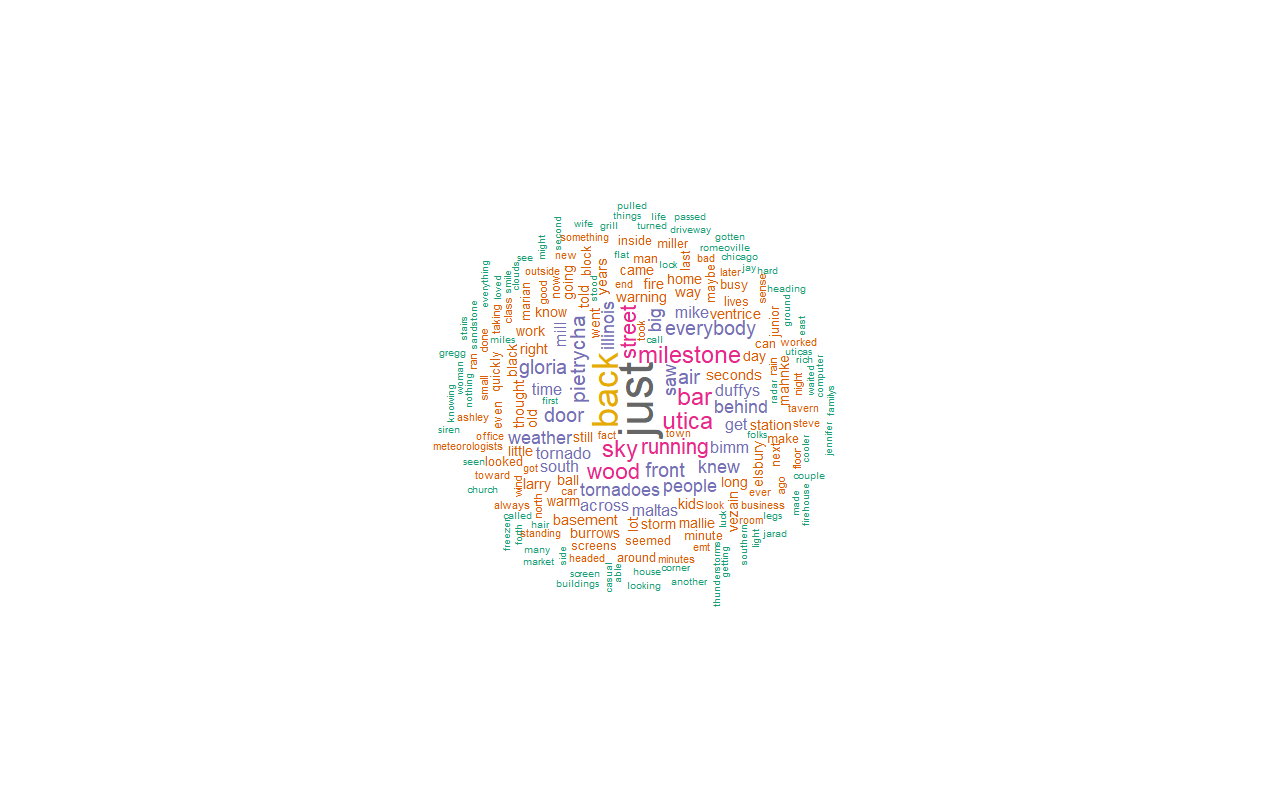 pulled
things
life
passed
wife
grill
turned
driveway
second
something
inside
miller
gotten
might
romeoville
see
new
flat
man
last
bad
chicago
everything
clouds
outside
block
years
came
lock
later
jay
hard
smile
loved
good
now
going
told
stood
end
fire
home
maybe
busy
sense
heading
taking
class
marian
know
went
illinois
warning
way
lives
ground
stairs
sandstone
work
mill
pietrycha
street
big
mike
ventrice
junior
east
done
miles
took
call
everybody
can
worked
gregg
rain
right
black
back
milestone
day
uticas
rich
woman
nothing
quickly
gloria
just
saw
air
seconds
mahnke
rain
radar
night
waited
computer
knowing
small
even
thought
time
first
bar
duffys
familys
ashley
old
door
utica
behind
tavern
siren
office
weather
still
fact
town
get
station
steve
meteorologists
little
tornado
sky
running
bimm
folks
make
cooler
jennifer
seen
looked
got
south
wood
front
knew
elsbury
next
floor
couple
toward
wind
larry
ball
car
tornadoes
people
long
ever
ago
made
firehouse
church
always
north
warm
across
maltas
kids
look
vezain
business
called
hair
basement
lot
storm
mallie
luck
room
legs
freezer
forth
standing
burrows
minute
southern
light
jarad
many
side
screens
seemed
emt
market
headed
around
minutes
thunderstorms
getting
screen
casual
able
house
corner
buildings
looking
another